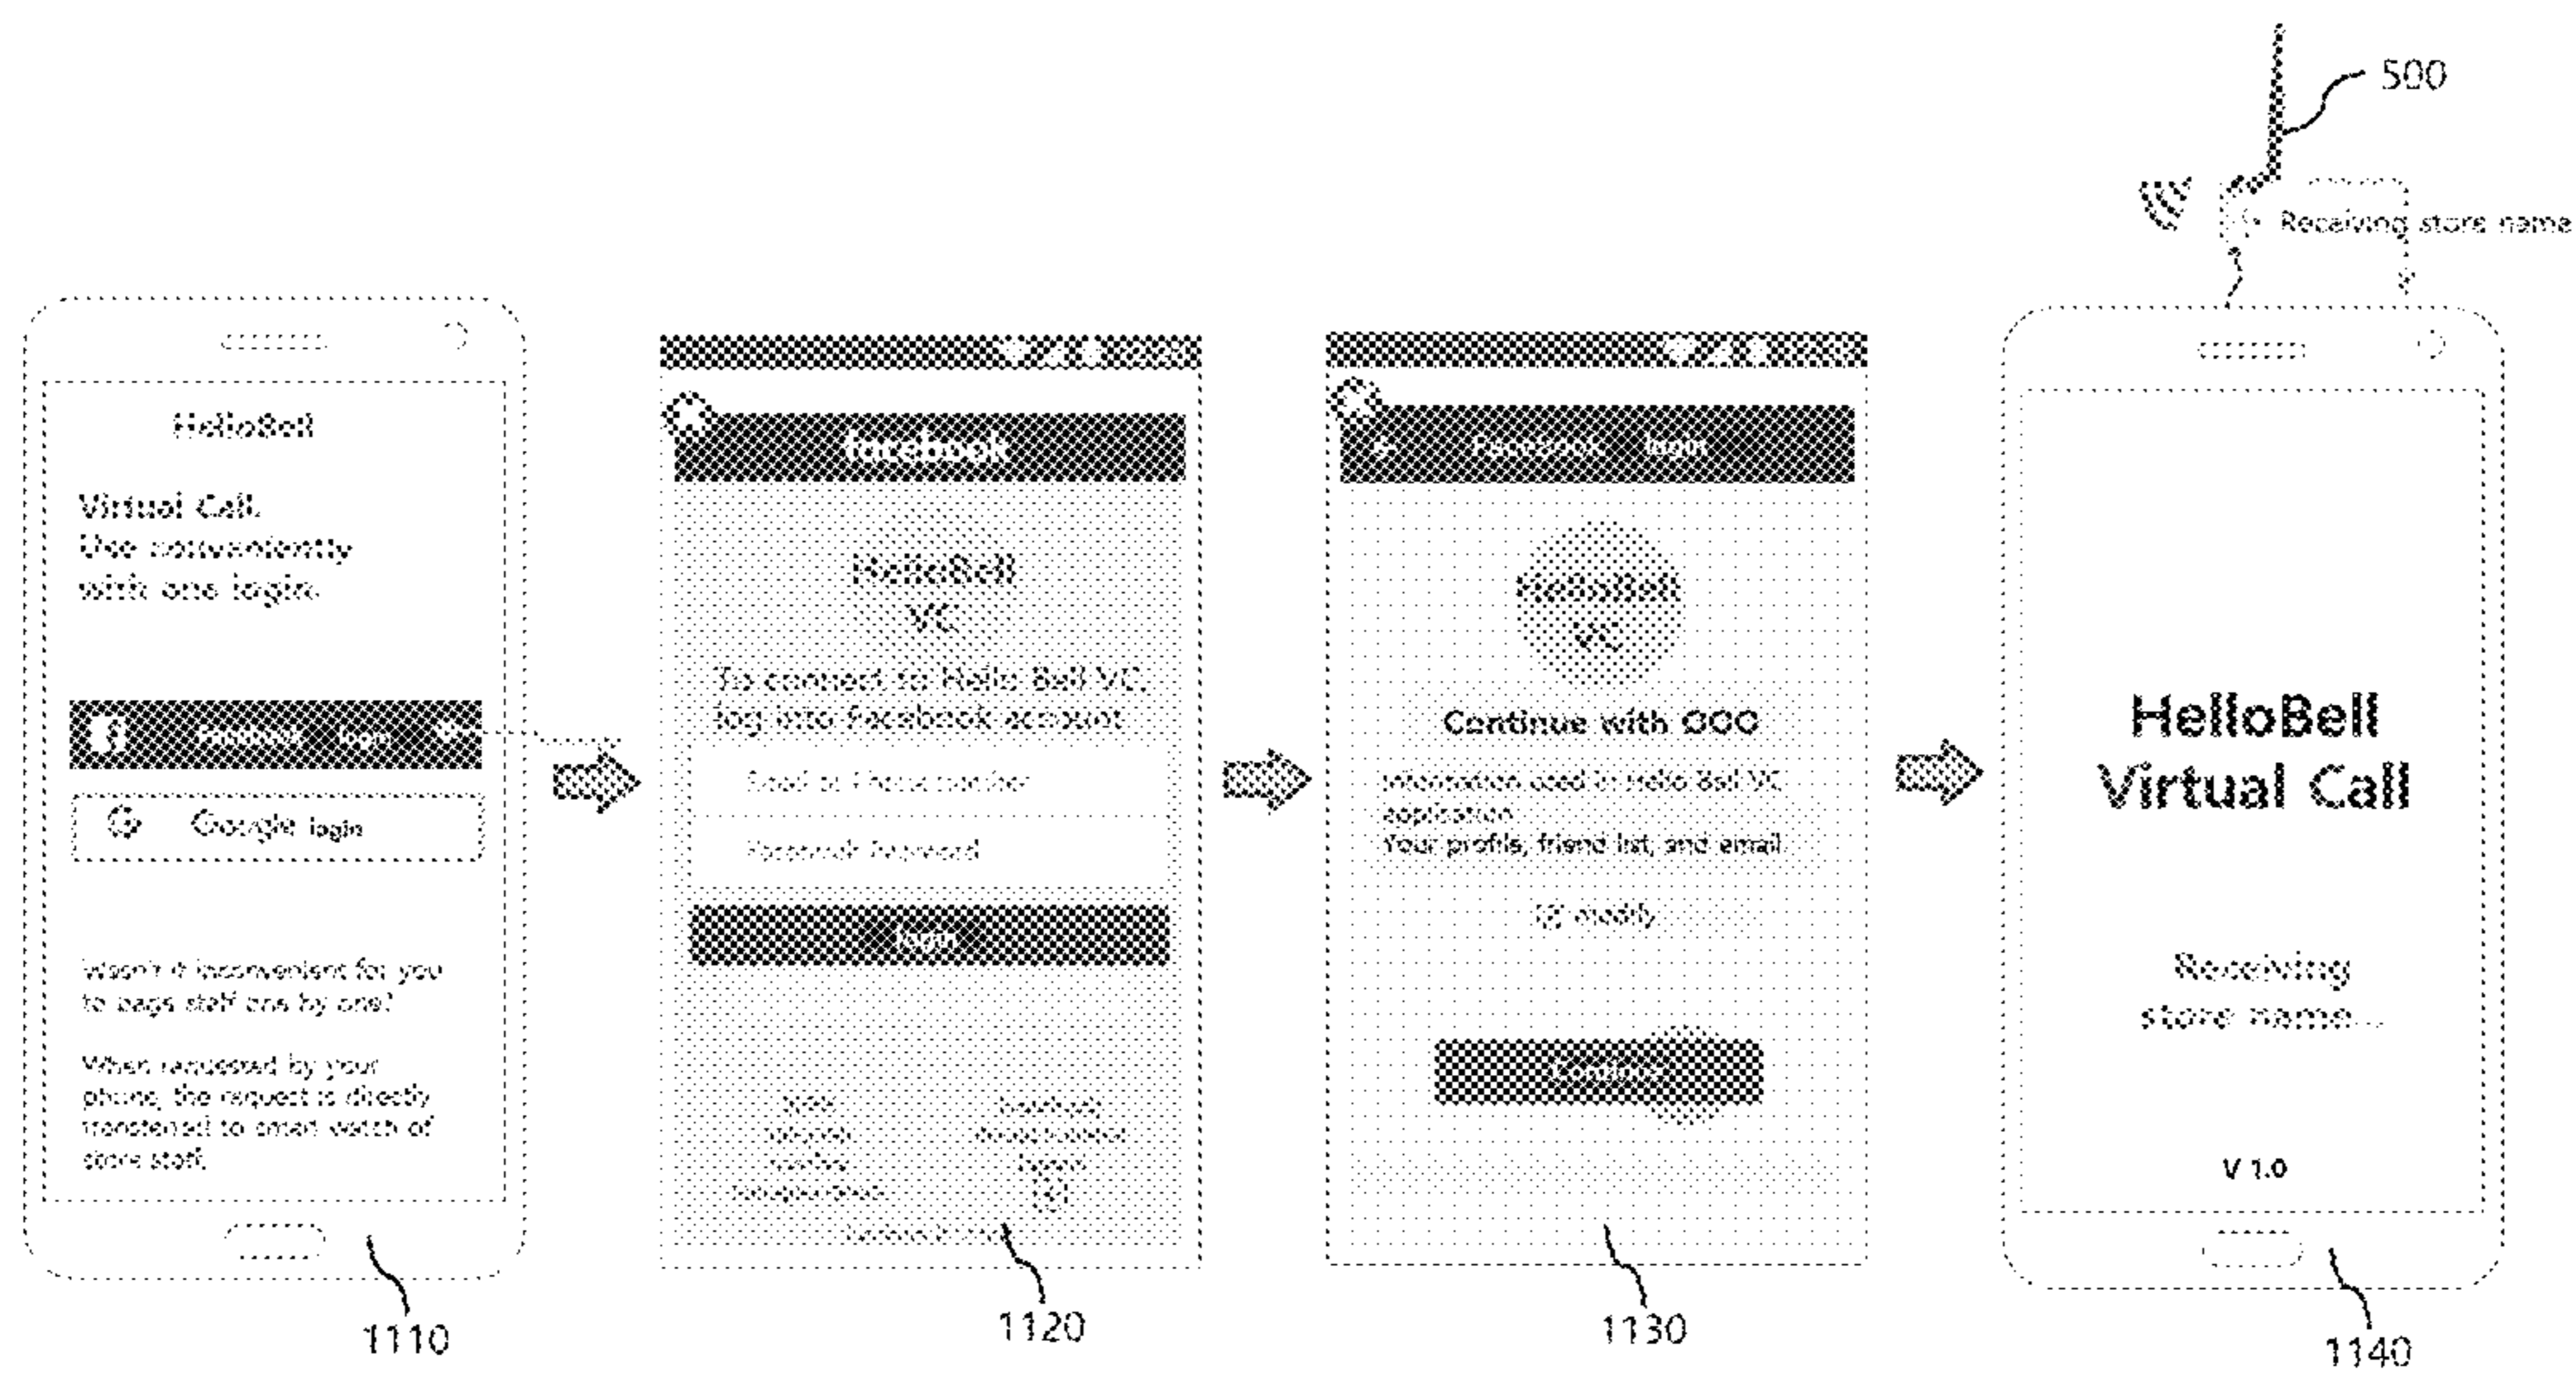 500
Receiving store name
HelloBell
Virtual Call.
Use conveniently
with one login.
Facebook login
Google login
Wasn't it inconvenient for you
to page staff one by one?
When requested by your
phone, the request is directly
transferred to smart watch of
store staff.
1110
facebook
HelloBell
VC
To connect to Hello Bell VC,
log into Facebook account
Email or Phone number
Facebook Password
login
1120
Facebook login
HelloBell
VC
Continue with OOO
Information used in Hello Bell VC
application
Your profile, friend list, and email
modify
Continue
1130
HelloBell
Virtual Call
Receiving
store name...
V 1.0
1140